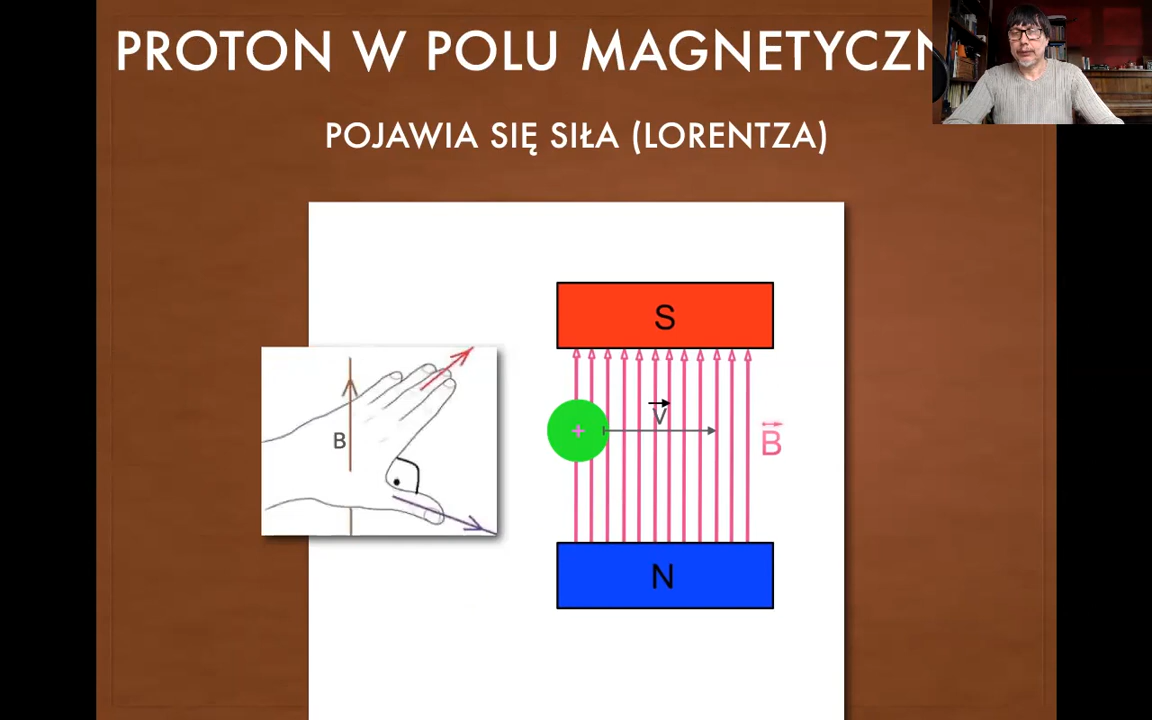 PROTON W POLU MAGNETYCZN
POJAWIA SIĘ SIŁA (LORENTZA)
S
B
+
V
B
N